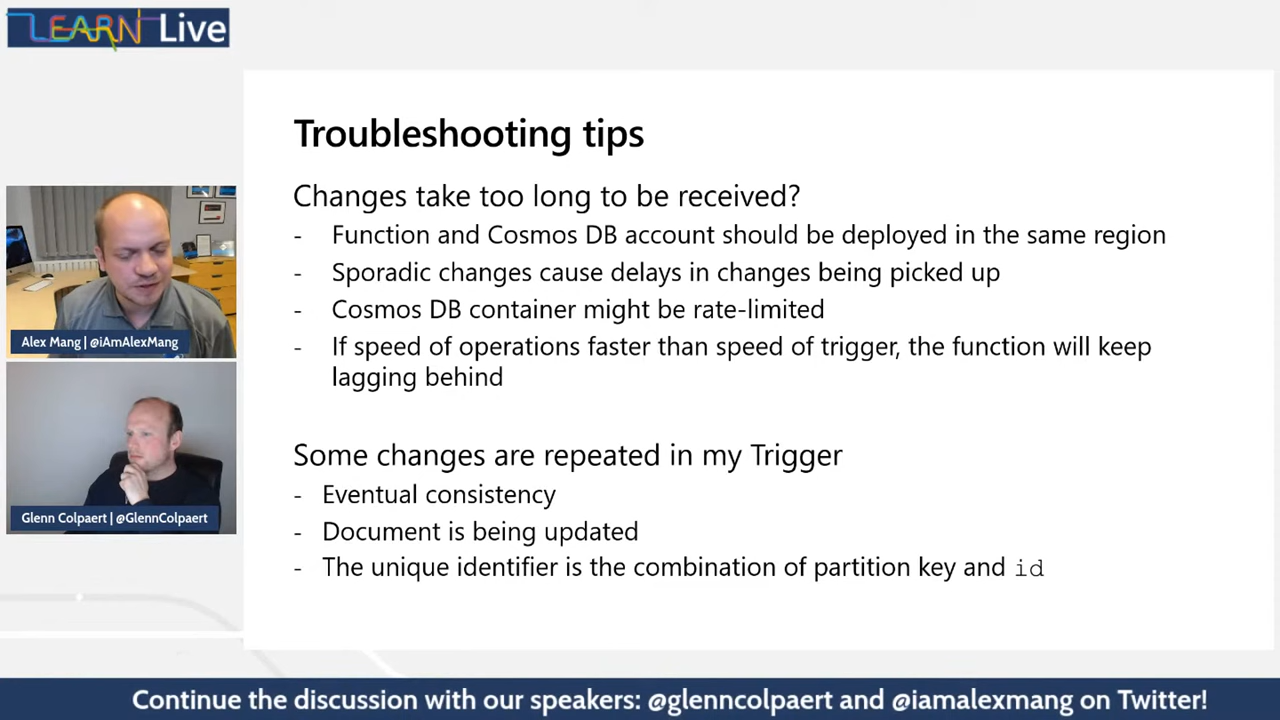 LEARN Live
Troubleshooting tips
Changes take too long to be received?
- Function and Cosmos DB account should be deployed in the same region
- Sporadic changes cause delays in changes being picked up
- Cosmos DB container might be rate-limited
- If speed of operations faster than speed of trigger, the function will keep
lagging behind
Some changes are repeated in my Trigger
- Eventual consistency
- Document is being updated
- The unique identifier is the combination of partition key and id
Alex Mang | @iAmAlexMang
Glenn Colpaert | @GlennColpaert
Continue the discussion with our speakers: @glenncolpaert and @iamalexmang on Twitter!